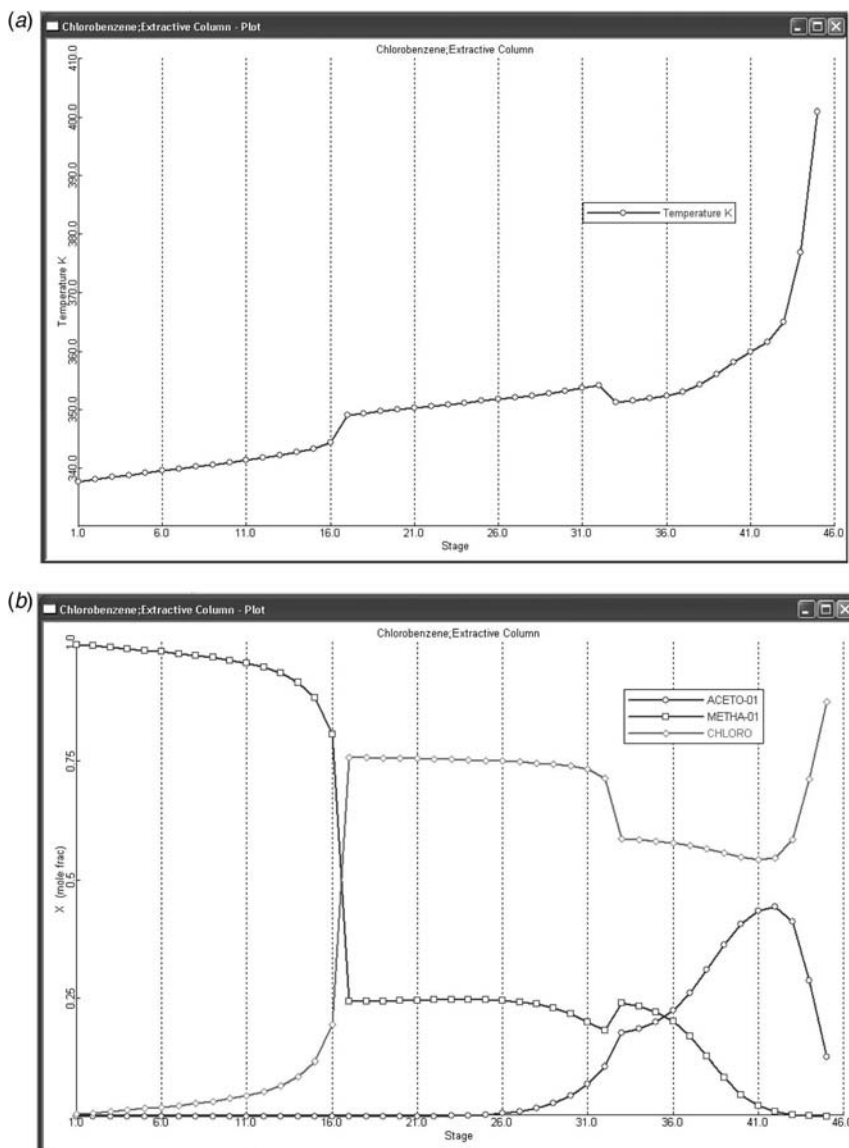 (a)
Chlorobenzene;Extractive Column - Plot
Chlorobenzene;Extractive Column
410.0
400.0
390.0
380.0
370.0
360.0
350.0
340.0
Temperature K
Temperature K
1.0 6.0 11.0 16.0 21.0 26.0 31.0 36.0 41.0 46.0
Stage
(b)
Chlorobenzene;Extractive Column - Plot
Chlorobenzene;Extractive Column
1.0
0.75
0.5
0.25
X (mole frac)
ACETO-01
METHA-01
CHLORO
1.0 6.0 11.0 16.0 21.0 26.0 31.0 36.0 41.0 46.0
Stage